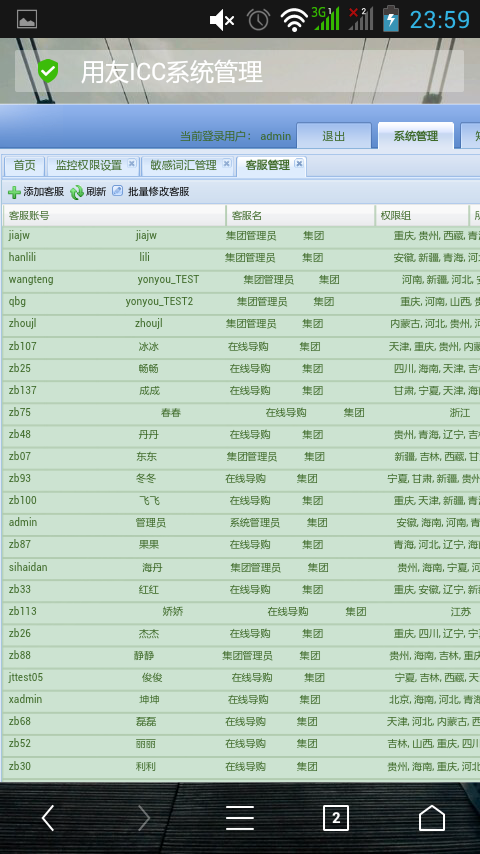 3G 1 2 23:59
用友ICC系统管理
当前登录用户： admin 退出 系统管理
首页 监控权限设置 敏感词汇管理 客服管理
添加客服 刷新 批量修改客服
客服账号 客服名 权限组
jiajw jiajw 集团管理员 集团 重庆, 贵州, 西藏, 青
hanlili lili 集团管理员 集团 安徽, 新疆, 青海, 河
wangteng yonyou_TEST 集团管理员 集团 河南, 新疆, 河北,
qbg yonyou_TEST2 集团管理员 集团 重庆, 河南, 山西,
zhoujl zhoujl 集团管理员 集团 内蒙古, 河北, 贵州,
zb107 冰冰 在线导购 集团 天津, 重庆, 贵州, 内
zb25 畅畅 在线导购 集团 四川, 海南, 天津, 吉
zb137 成成 在线导购 集团 甘肃, 宁夏, 天津, 海
zb75 春春 在线导购 集团 浙江
zb48 丹丹 在线导购 集团 贵州, 青海, 辽宁, 吉
zb07 东东 集团管理员 集团 新疆, 吉林, 西藏, 甘
zb93 冬冬 在线导购 集团 宁夏, 甘肃, 新疆, 贵州
zb100 飞飞 在线导购 集团 重庆, 天津, 新疆, 青
admin 管理员 系统管理员 集团 安徽, 海南, 河南, 青
zb87 果果 在线导购 集团 青海, 河北, 辽宁, 海
sihaidan 海丹 集团管理员 集团 贵州, 海南, 宁夏, 河
zb33 红红 在线导购 集团 重庆, 安徽, 辽宁, 新
zb113 娇娇 在线导购 集团 江苏
zb26 杰杰 在线导购 集团 重庆, 四川, 辽宁, 宁
zb88 静静 集团管理员 集团 贵州, 海南, 吉林, 重庆
jttest05 俊俊 在线导购 集团 宁夏, 吉林, 西藏, 天
xadmin 坤坤 在线导购 集团 北京, 海南, 河北, 青海
zb68 磊磊 在线导购 集团 天津, 河北, 内蒙古, 西
zb52 丽丽 在线导购 集团 吉林, 山西, 重庆, 四川
zb30 利利 在线导购 集团 贵州, 海南, 重庆, 河北
2